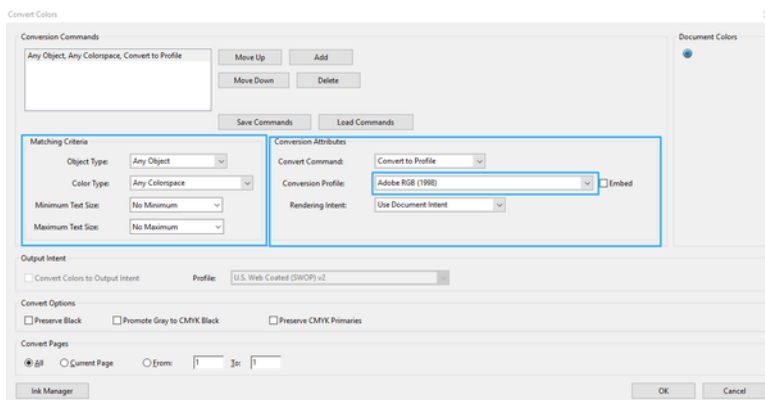 Convert Colors
Conversion Commands
Document Colors
Any Object, Any Colorspace, Convert to Profile
Move Up
Add
Move Down
Delete
Save Commands
Load Commands
Matching Criteria
Object Type: Any Object
Color Type: Any Colorspace
Minimum Text Size: No Minimum
Maximum Text Size: No Maximum
Conversion Attributes
Convert Command: Convert to Profile
Conversion Profile: Adobe RGB (1998) Embed
Rendering Intent: Use Document Intent
Output Intent
Convert Colors to Output Intent Profile: U.S. Web Coated (SWOP) v2
Convert Options
Preserve Black Promote Gray to CMYK Black Preserve CMYK Primaries
Convert Pages
All Current Page From: 1 To: 1
Ink Manager OK Cancel